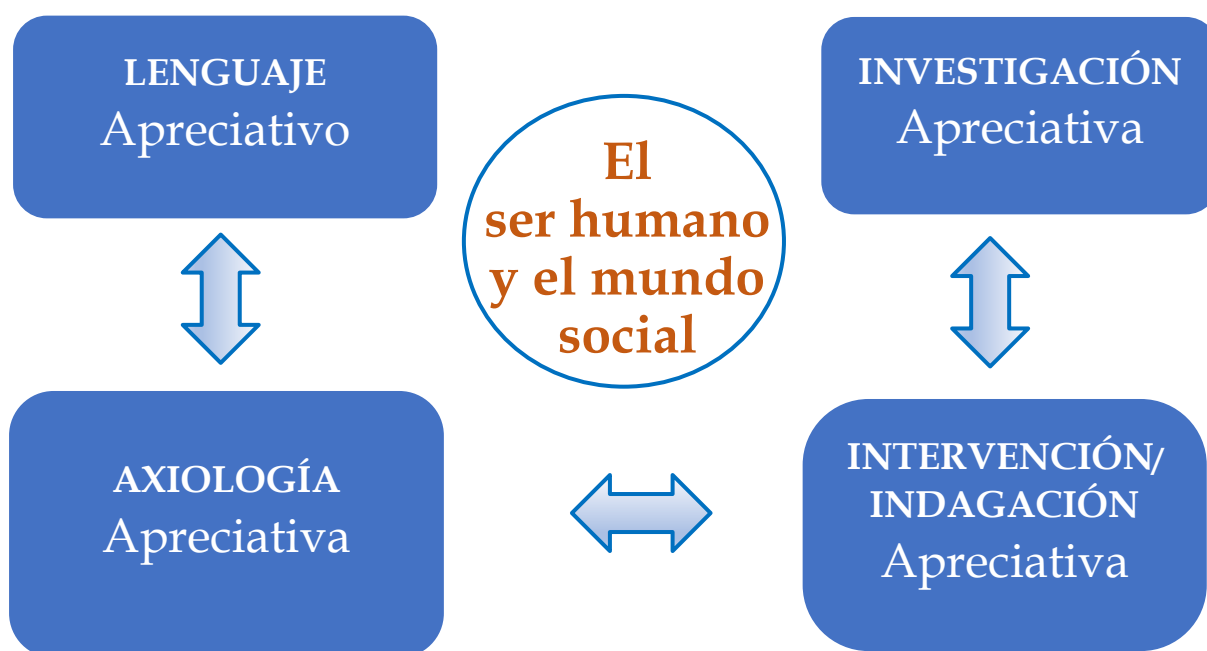 LENGUAJE
Apreciativo
INVESTIGACIÓN
Apreciativa
El
ser humano
y el mundo
social
AXIOLOGÍA
Apreciativa
INTERVENCIÓN/
INDAGACIÓN
Apreciativa